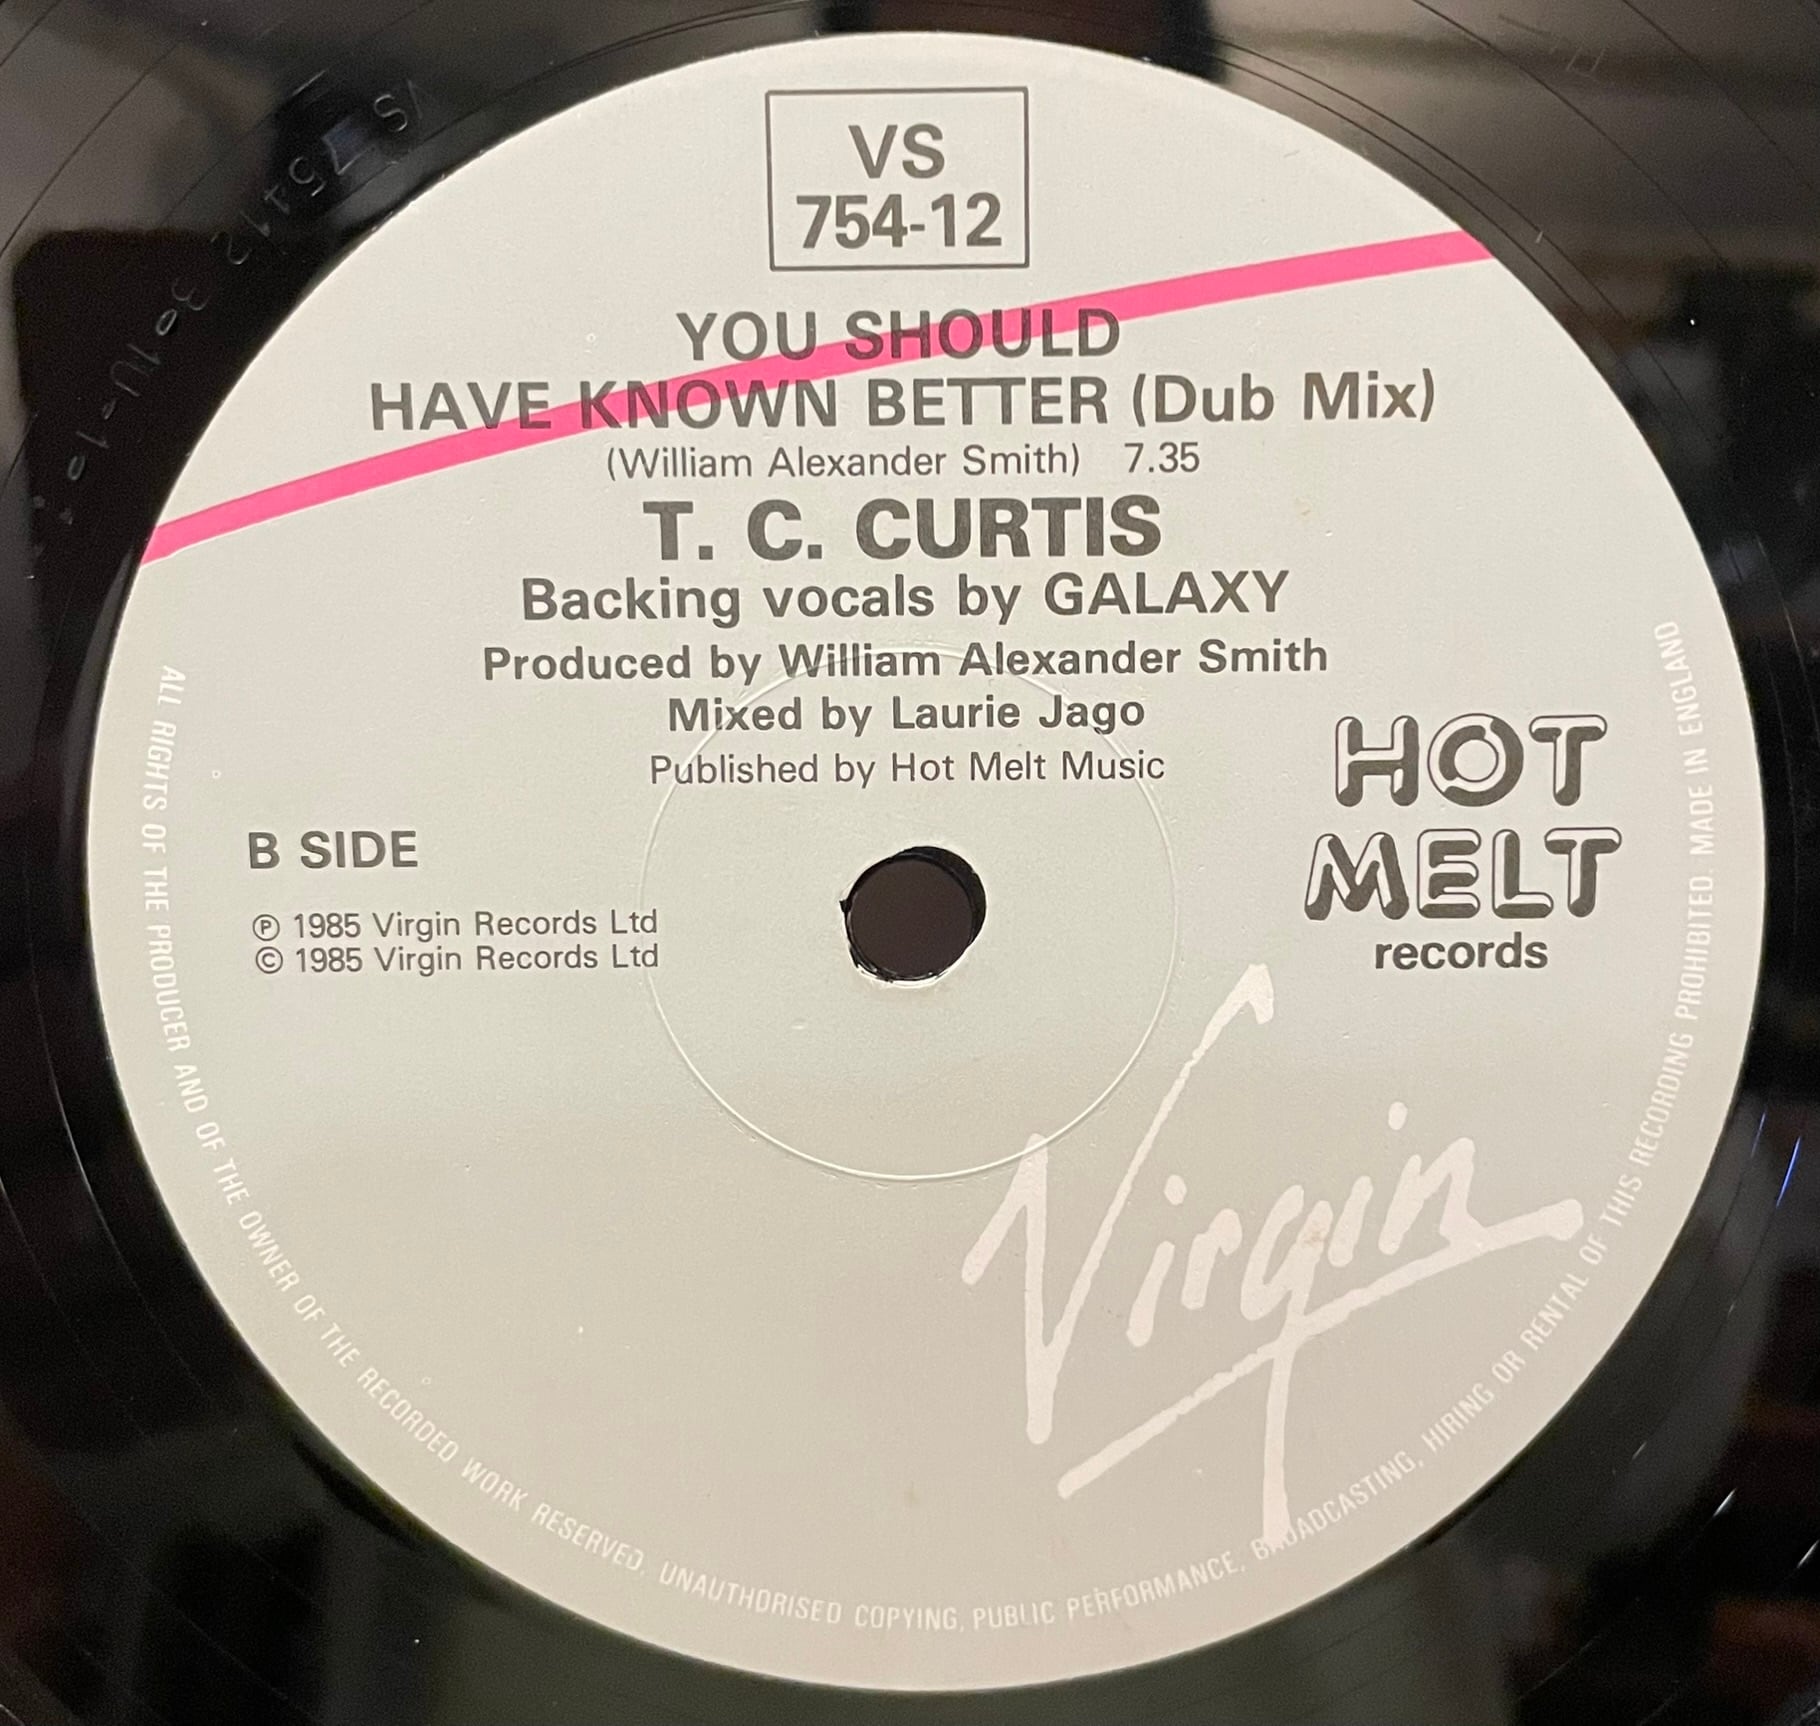 VS
754-12
YOU SHOULD
HAVE KNOWN BETTER (Dub Mix)
(William Alexander Smith) 7.35
T. C. CURTIS
Backing vocals by GALAXY
Produced by William Alexander Smith
Mixed by Laurie Jago
Published by Hot Melt Music
B SIDE
℗ 1985 Virgin Records Ltd
© 1985 Virgin Records Ltd
HOT
MELT
records
Virgin
ALL RIGHTS OF THE PRODUCER AND OF THE OWNER OF THE RECORDED WORK RESERVED. UNAUTHORISED COPYING, PUBLIC PERFORMANCE, BROADCASTING, HIRING OR RENTAL OF THIS RECORDING PROHIBITED. MADE IN ENGLAND
VS 75412